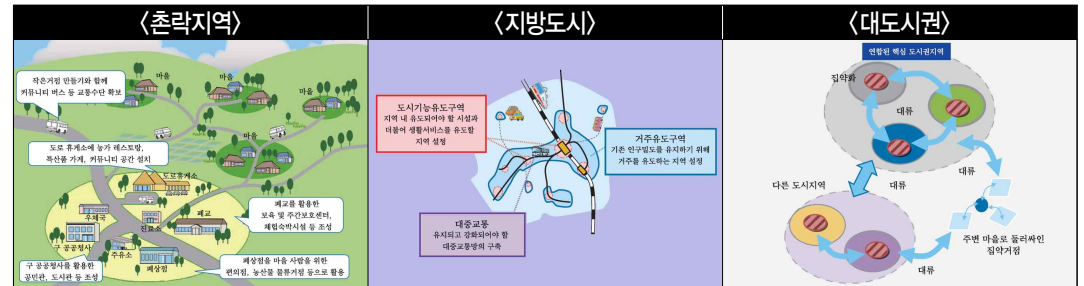 〈촌락지역〉
작은거점 만들기와 함께
커뮤니티 버스 등 교통수단 확보
마을
마을
마을
마을
도로 휴게소에 농가 레스토랑,
특산품 가게, 커뮤니티 공간 설치
도로휴게소
우체국
진료소
폐교
구 공공청사
주유소
폐상점
폐교를 활용한
보육 및 주간보호센터,
체험숙박시설 등 조성
구 공공청사를 활용한
공민관, 도서관 등 조성
폐상점을 마을 사람을 위한
편의점, 농산물 물류거점 등으로 활용
〈지방도시〉
도시기능유도구역
지역 내 유도되어야 할 시설과
더불어 생활서비스를 유도할
지역 설정
거주유도구역
기존 인구밀도를 유지하기 위해
거주를 유도하는 지역 설정
대중교통
유지되고 강화되어야 할
대중교통망의 구축
〈대도시권〉
연합된 핵심 도시권지역
집약화
대류
대류
대류
다른 도시지역
대류
주변 마을로 둘러싸인
집약거점